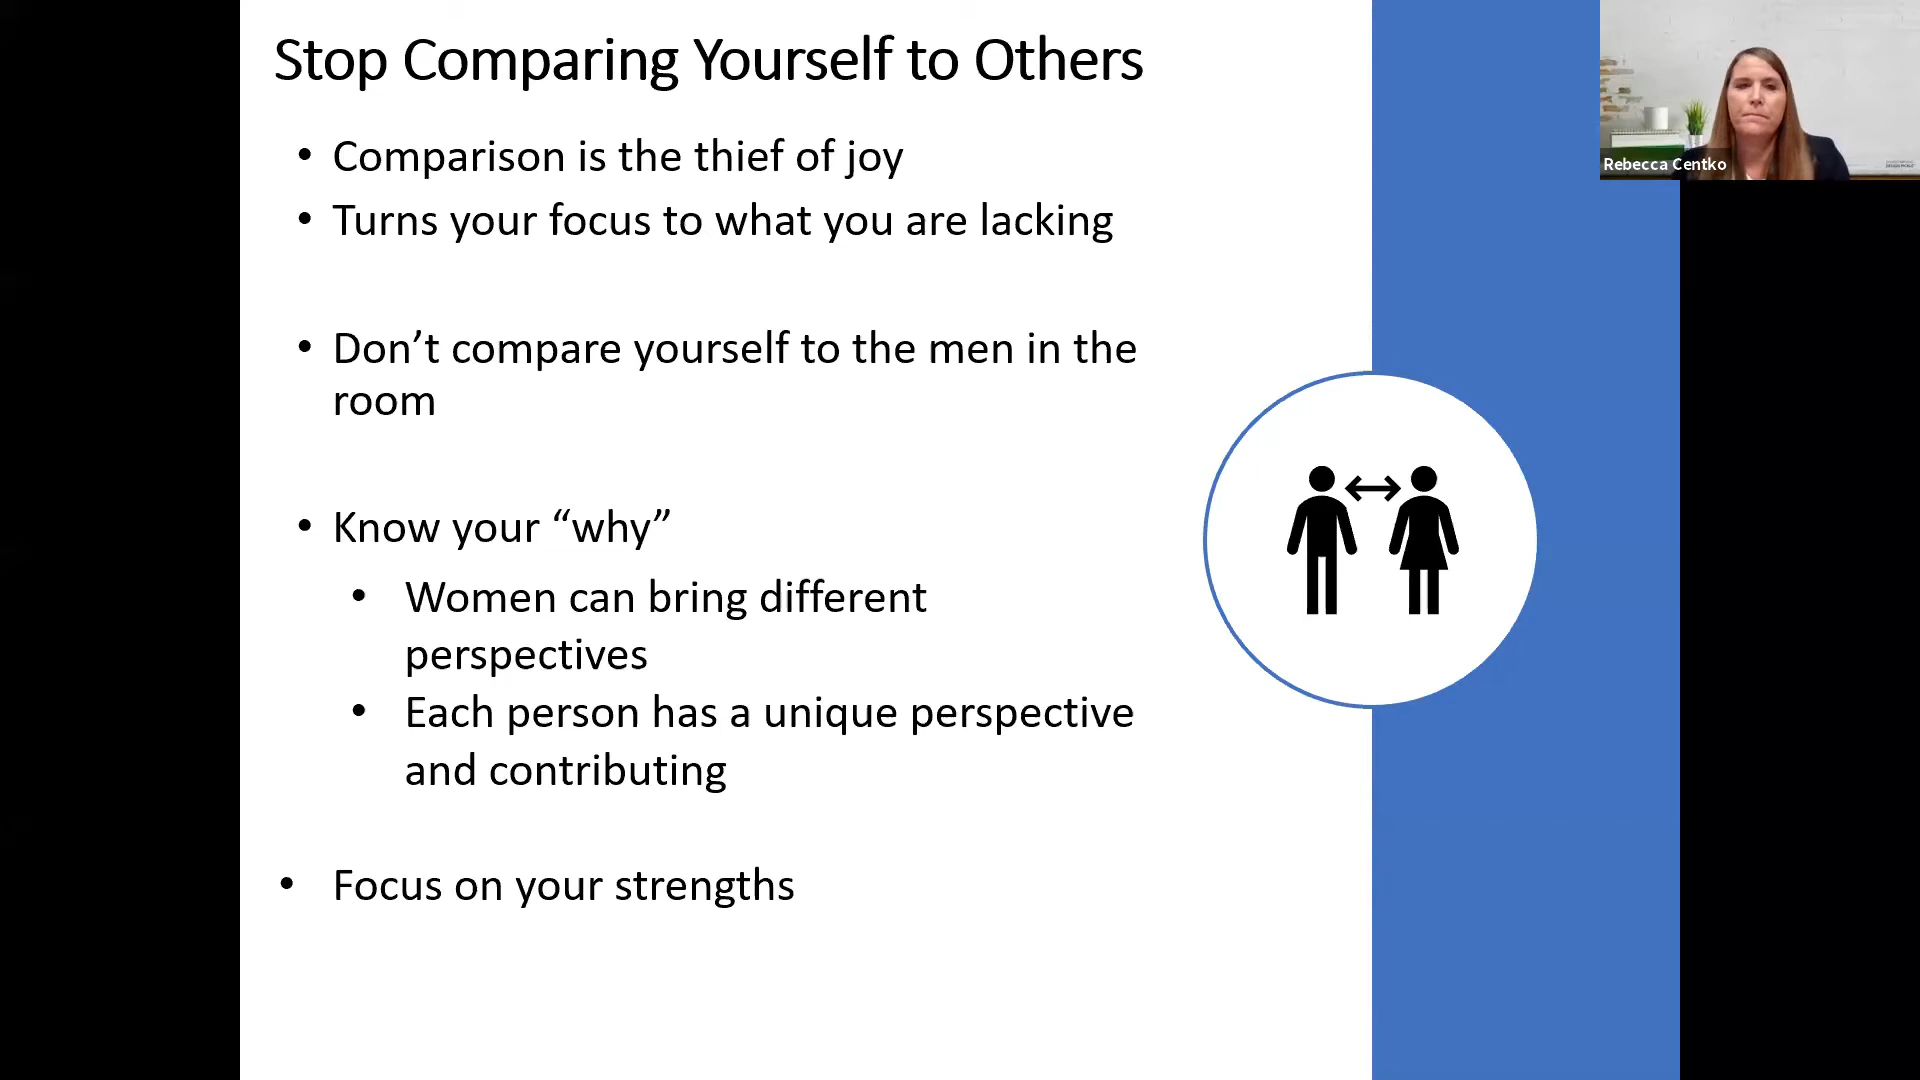 Stop Comparing Yourself to Others
• Comparison is the thief of joy
• Turns your focus to what you are lacking
• Don’t compare yourself to the men in the
room
• Know your “why”
• Women can bring different
perspectives
• Each person has a unique perspective
and contributing
• Focus on your strengths
Rebecca Centko